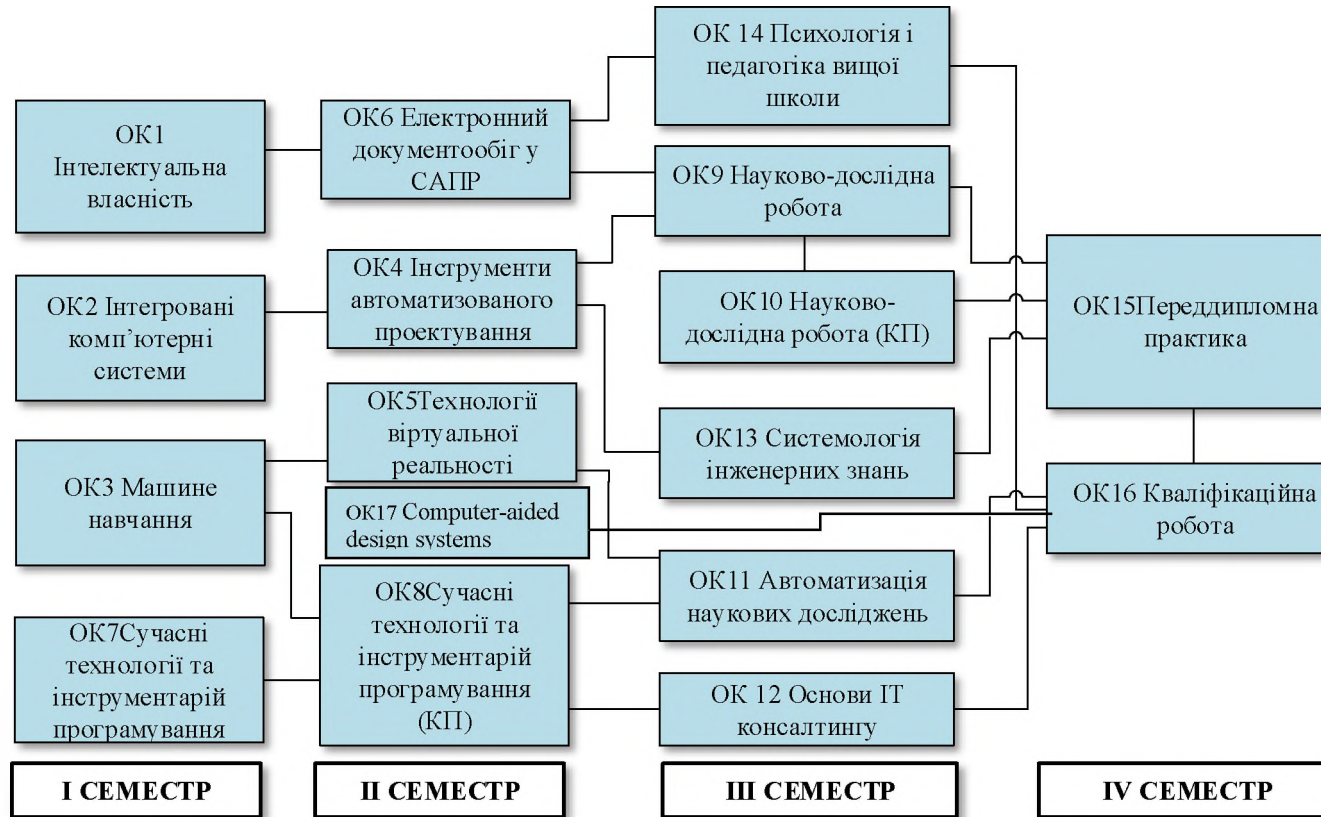 ОК1
Інтелектуальна
власність
ОК2 Інтегровані
комп’ютерні
системи
ОК3 Машине
навчання
ОК7Сучасні
технології та
інструментарій
програмування
I СЕМЕСТР
ОК6 Електронний
документообіг у
САПР
ОК4 Інструменти
автоматизованого
проектування
ОК5Технології
віртуальної
реальності
ОК17 Computer-aided
design systems
ОК8Сучасні
технології та
інструментарій
програмування
(КП)
II СЕМЕСТР
ОК 14 Психологія і
педагогіка вищої
школи
ОК9 Науково-дослідна
робота
ОК10 Науково-
дослідна робота (КП)
ОК13 Системологія
інженерних знань
ОК11 Автоматизація
наукових досліджень
ОК 12 Основи ІТ
консалтингу
III СЕМЕСТР
ОК15Переддипломна
практика
ОК16 Кваліфікаційна
робота
IV СЕМЕСТР